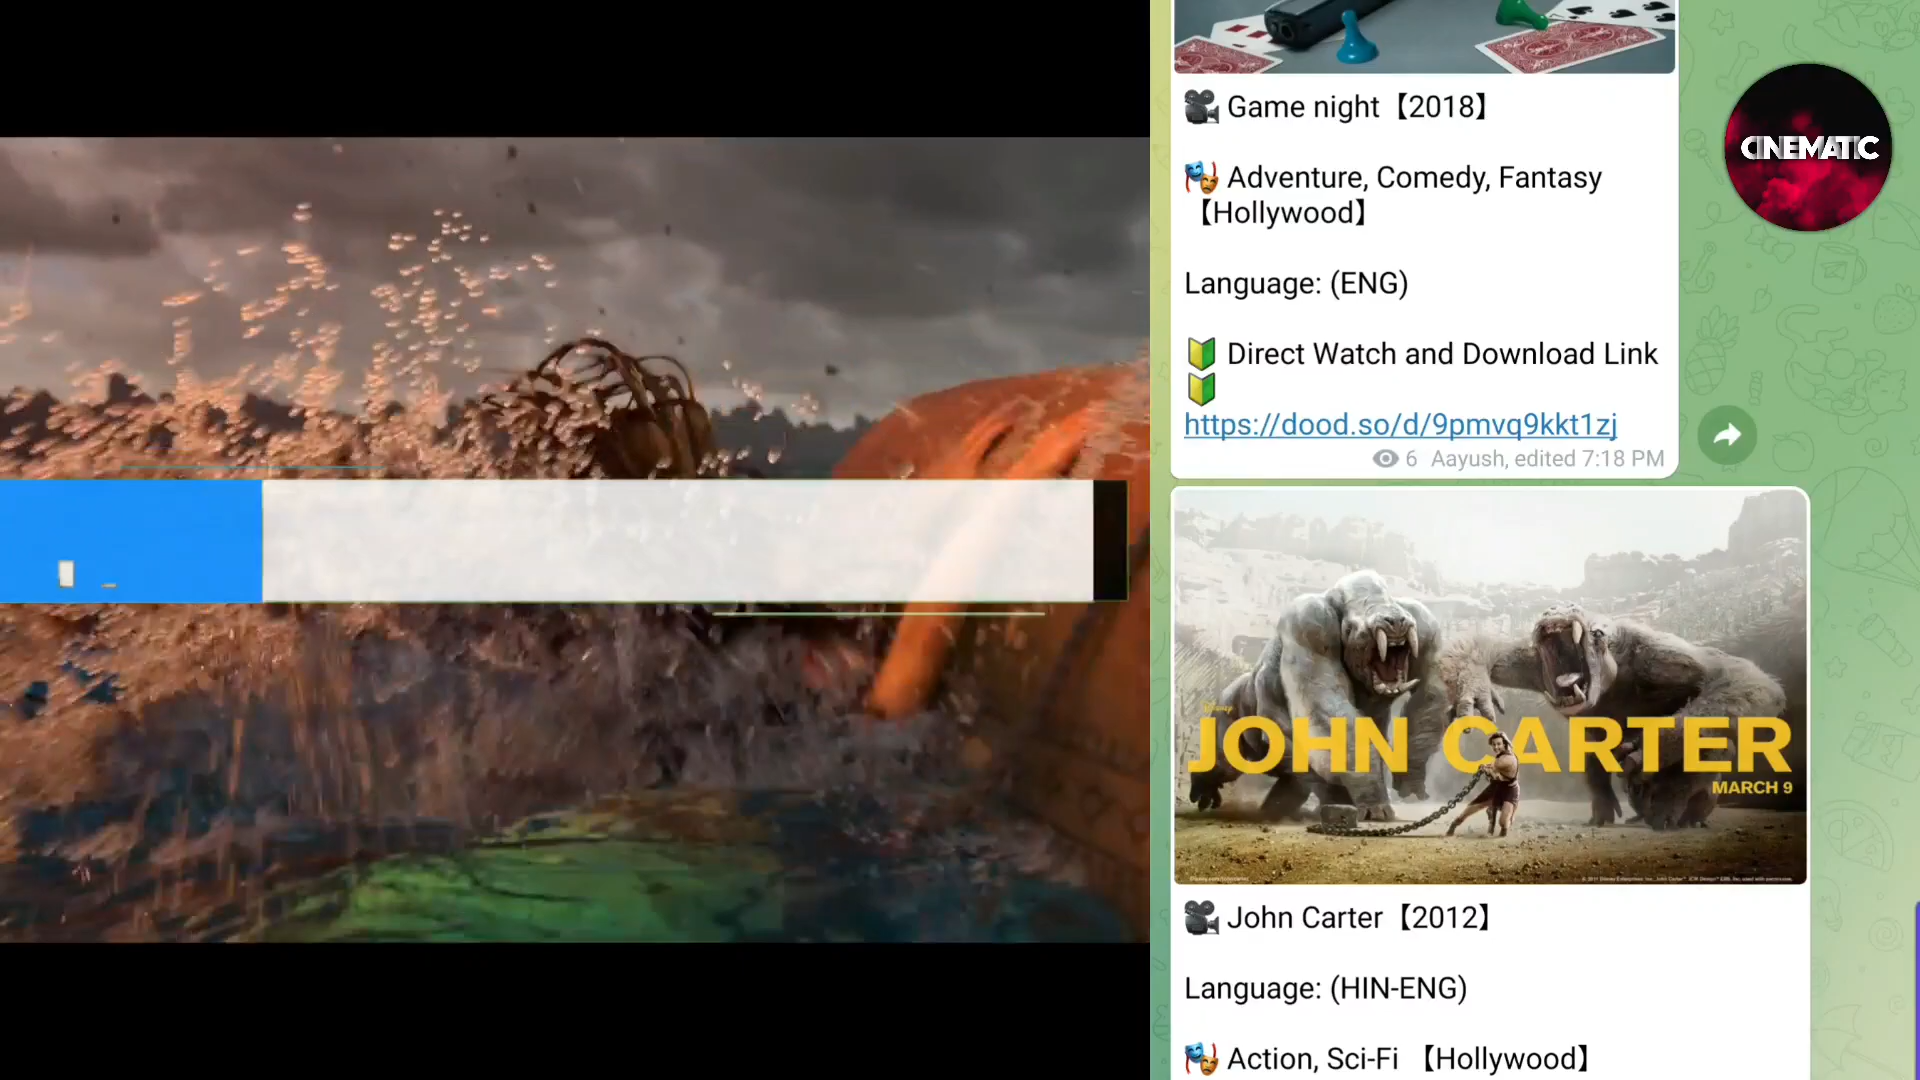 Game night【2018】
Adventure, Comedy, Fantasy
【Hollywood】
Language: (ENG)
Direct Watch and Download Link
https://dood.so/d/9pmvq9kkt1zj
6 Aayush, edited 7:18 PM
CINEMATIC
Disney
JOHN CARTER
MARCH 9
John Carter【2012】
Language: (HIN-ENG)
Action, Sci-Fi 【Hollywood】